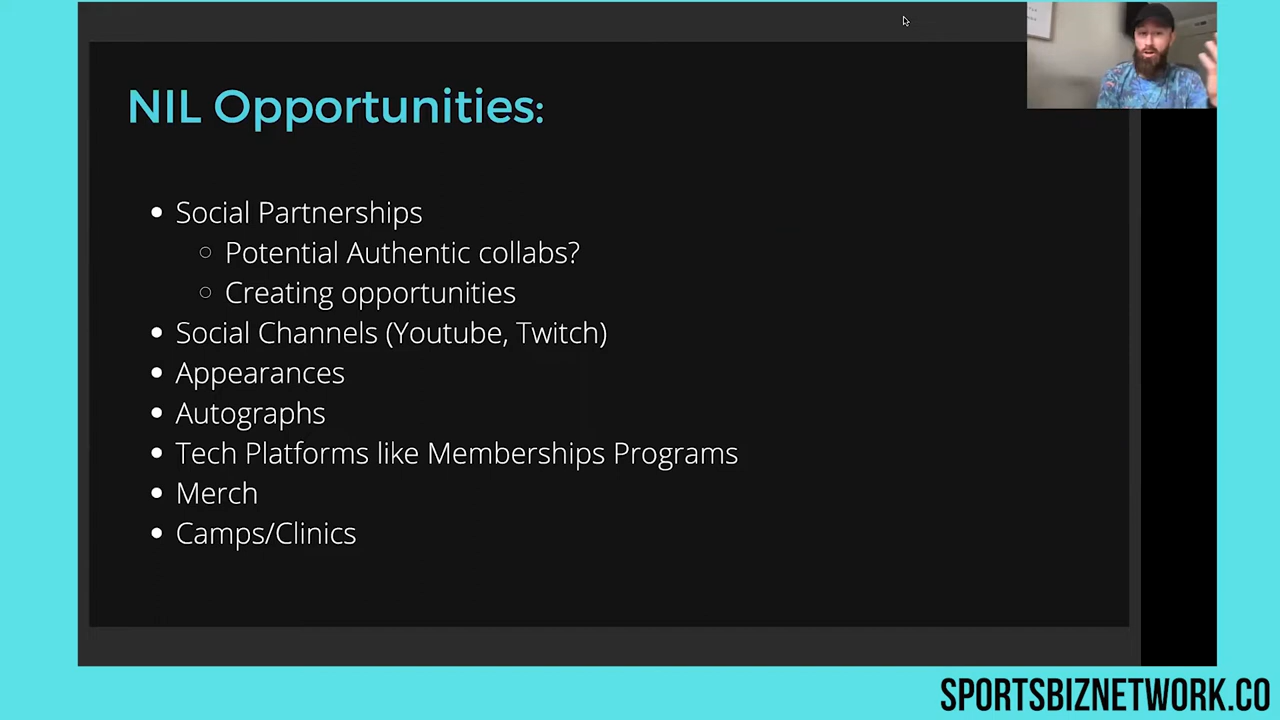 NIL Opportunities:
Social Partnerships
Potential Authentic collabs?
Creating opportunities
Social Channels (Youtube, Twitch)
Appearances
Autographs
Tech Platforms like Memberships Programs
Merch
Camps/Clinics
SPORTSBIZNETWORK.CO